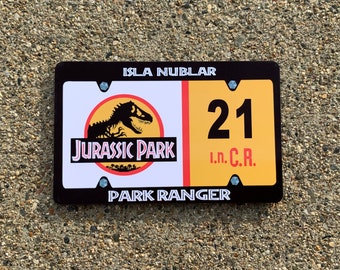 ISLA NUBLAR
JURASSIC PARK
21
I.N. C.R.
PARK RANGER